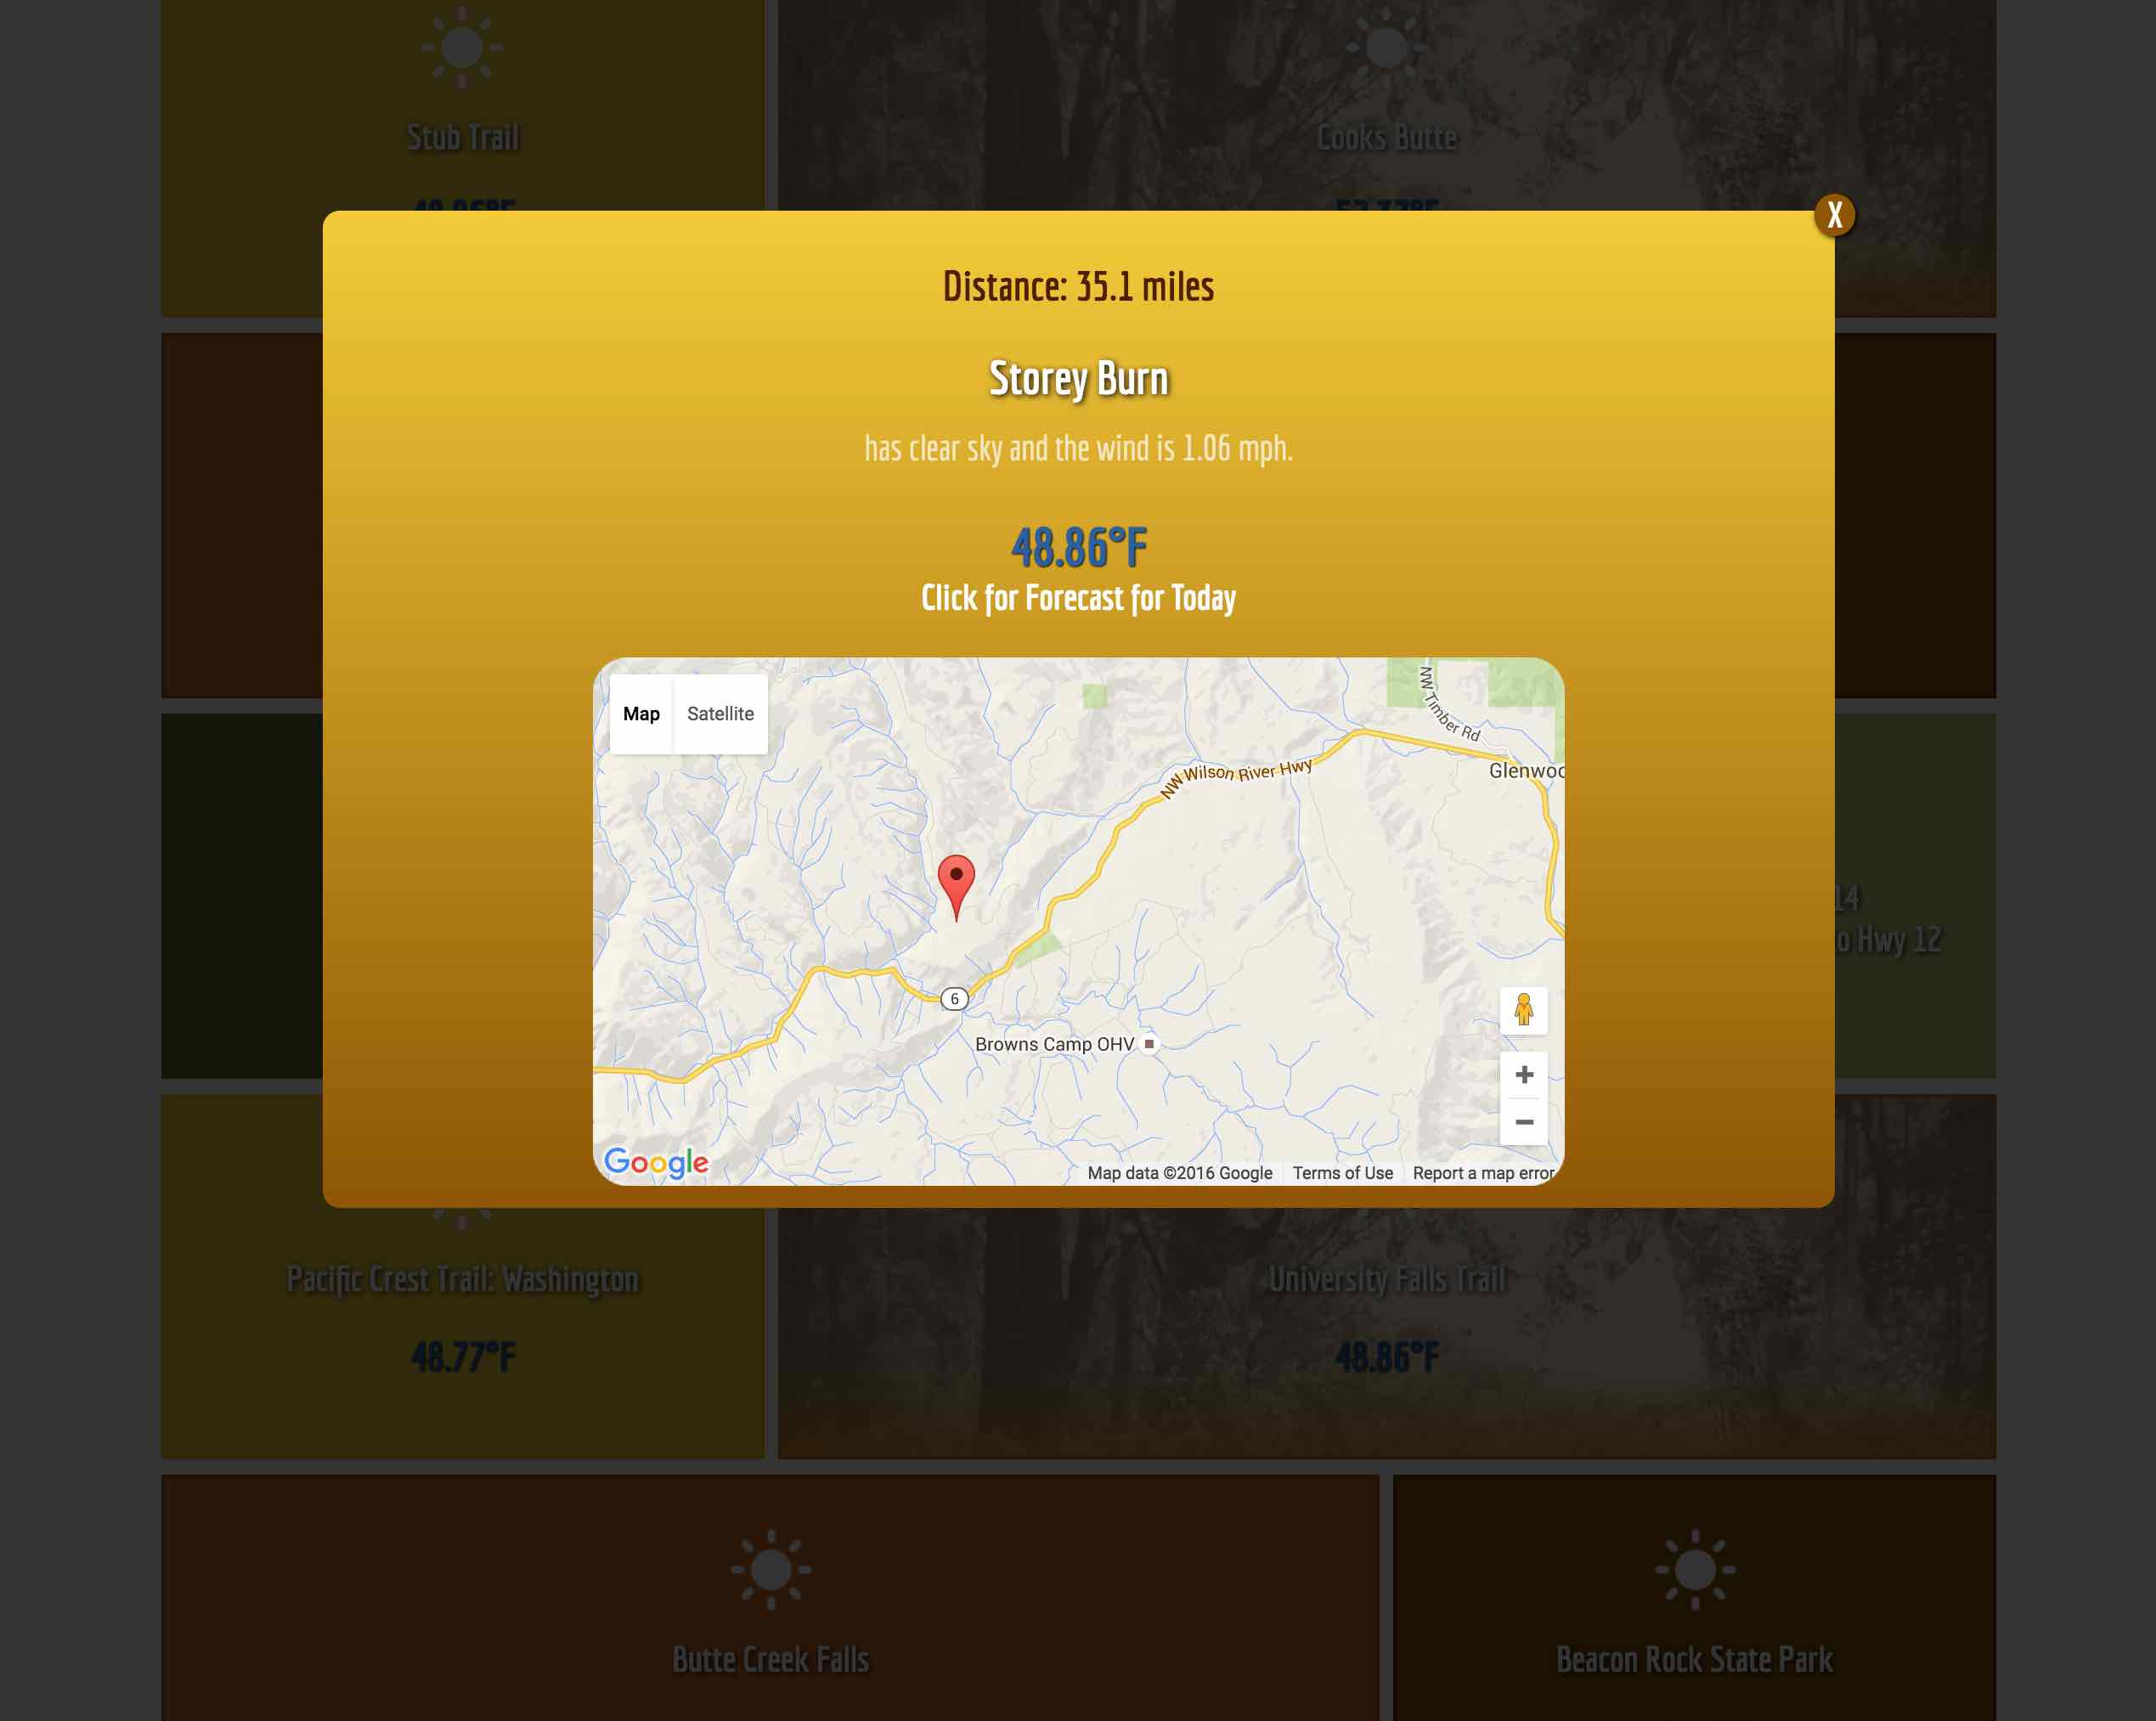 Stub Trail
Cooks Butte
X
Distance: 35.1 miles
Storey Burn
has clear sky and the wind is 1.06 mph.
48.86°F
Click for Forecast for Today
Map
Satellite
NW Timber Rd
NW Wilson River Hwy
Glenwoo
6
Browns Camp OHV
+
−
Google
Map data ©2016 Google
Terms of Use
Report a map error
14
o Hwy 12
Pacific Crest Trail: Washington
48.77°F
University Falls Trail
48.86°F
Butte Creek Falls
Beacon Rock State Park